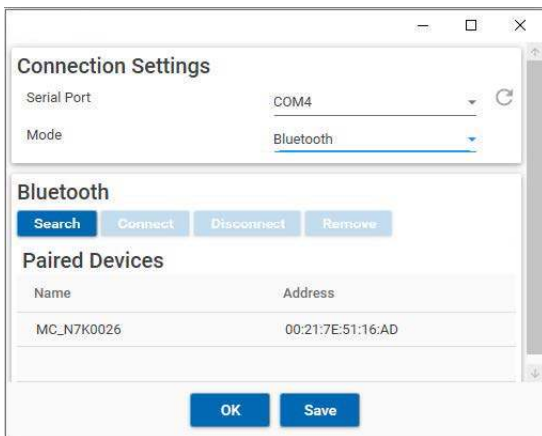 Connection Settings
Serial Port COM4
Mode Bluetooth
Bluetooth
Search Connect Disconnect Remove
Paired Devices
Name Address
MC_N7K0026 00:21:7E:51:16:AD
OK Save